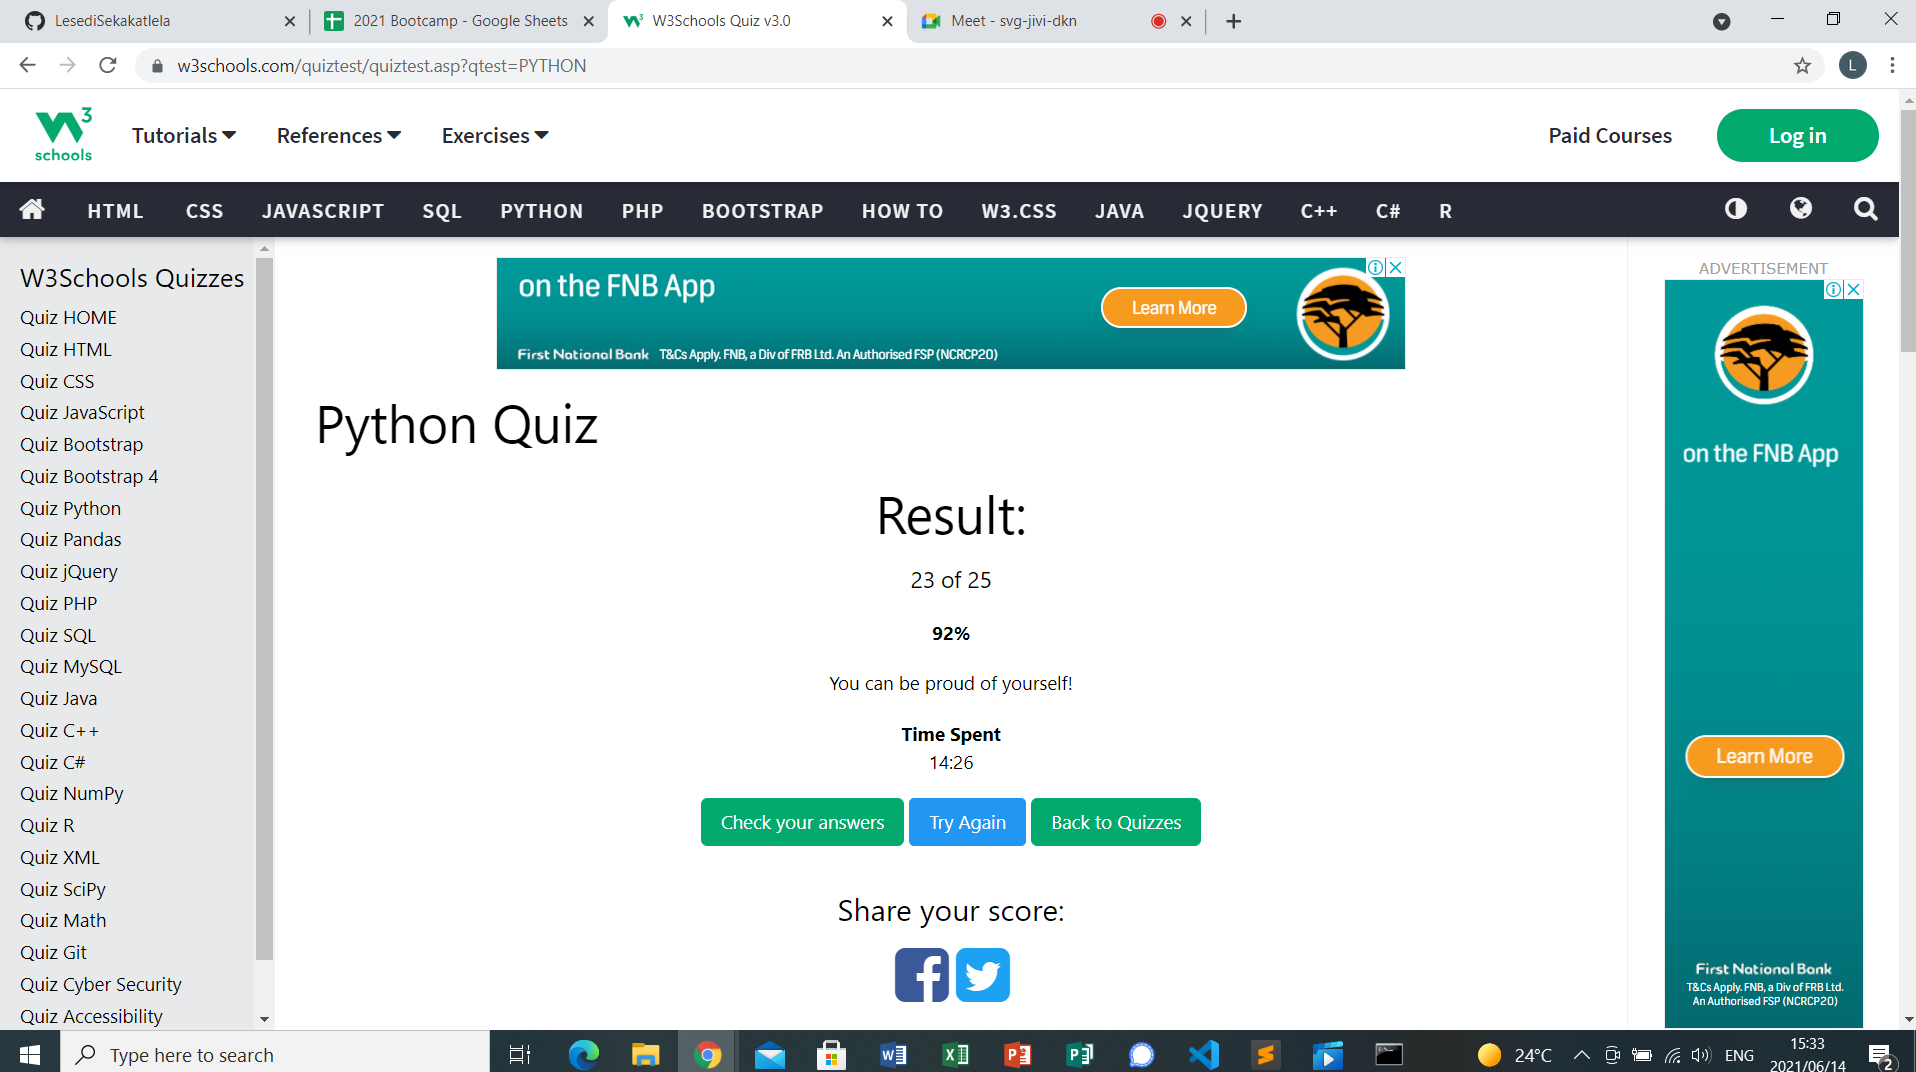 LesediSekakatlela
2021 Bootcamp - Google Sheets
W3Schools Quiz v3.0
Meet - svg-jivi-dkn
w3schools.com/quiztest/quiztest.asp?qtest=PYTHON
L
W3 schools
Tutorials
References
Exercises
Paid Courses
Log in
HTML
CSS
JAVASCRIPT
SQL
PYTHON
PHP
BOOTSTRAP
HOW TO
W3.CSS
JAVA
JQUERY
C++
C#
R
W3Schools Quizzes
Quiz HOME
Quiz HTML
Quiz CSS
Quiz JavaScript
Quiz Bootstrap
Quiz Bootstrap 4
Quiz Python
Quiz Pandas
Quiz jQuery
Quiz PHP
Quiz SQL
Quiz MySQL
Quiz Java
Quiz C++
Quiz C#
Quiz NumPy
Quiz R
Quiz XML
Quiz SciPy
Quiz Math
Quiz Git
Quiz Cyber Security
Quiz Accessibility
on the FNB App
Learn More
First National Bank T&Cs Apply. FNB, a Div of FRB Ltd. An Authorised FSP (NCRCP20)
Python Quiz
Result:
23 of 25
92%
You can be proud of yourself!
Time Spent
14:26
Check your answers
Try Again
Back to Quizzes
Share your score:
ADVERTISEMENT
on the FNB App
Learn More
First National Bank
T&Cs Apply. FNB, a Div of FRB Ltd.
An Authorised FSP (NCRCP20)
Type here to search
24°C
ENG
15:33
2021/06/14
2